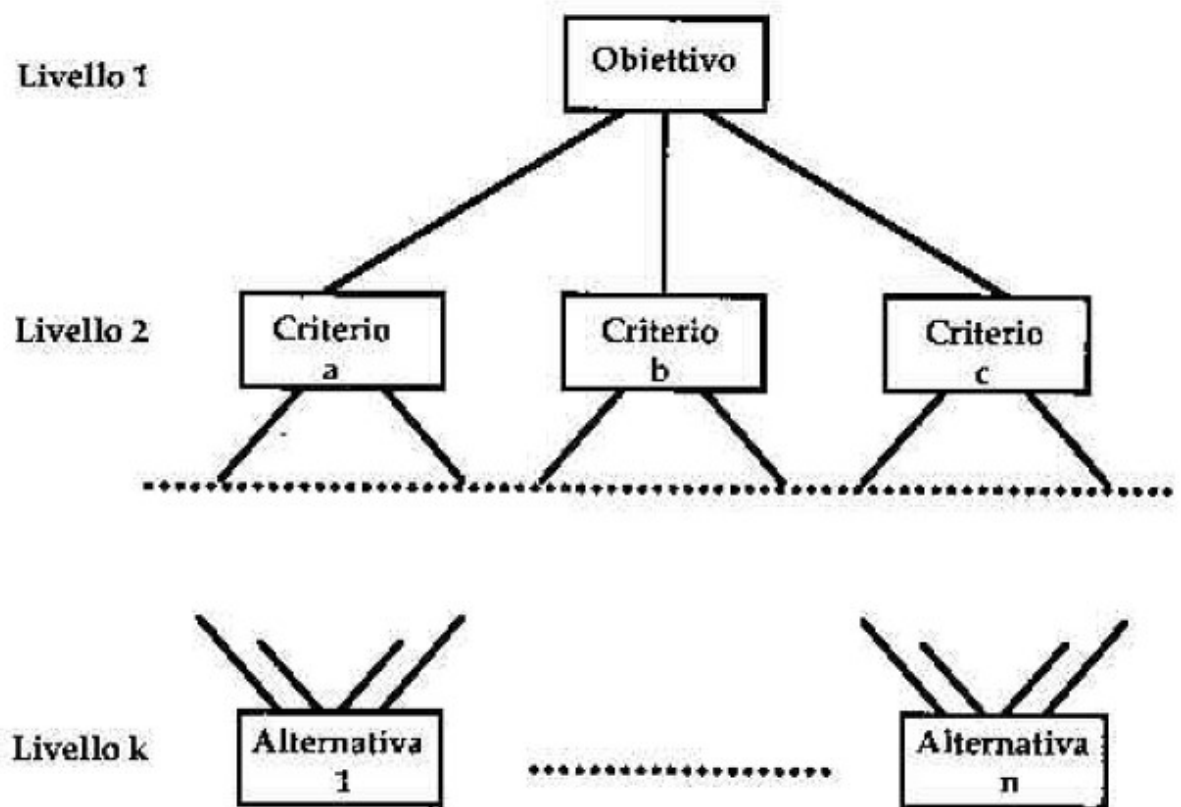 Livello 1
Obiettivo
Livello 2
Criterio
a
Criterio
b
Criterio
c
Livello k
Alternativa
1
Alternativa
n